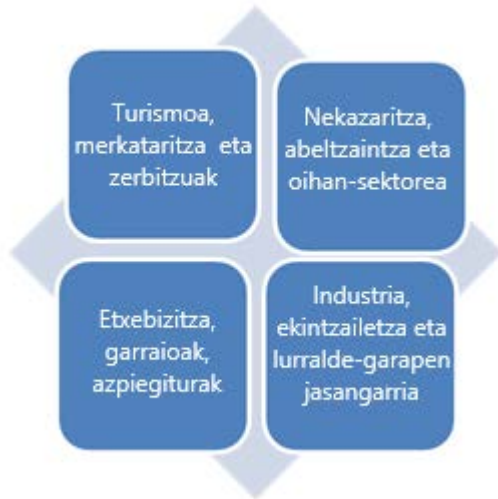 Turismoa,
merkataritza eta
zerbitzuak
Nekazaritza,
abeltzaintza eta
oihan-sektorea
Etxebizitza,
garraioak,
azpiegiturak
Industria,
ekintzailetza eta
lurralde-garapen
jasangarria